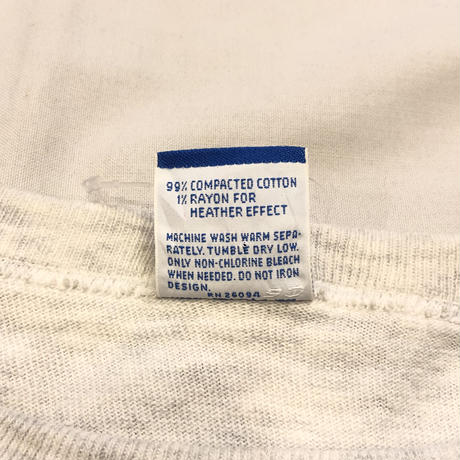 99% COMPACTED COTTON
1% RAYON FOR
HEATHER EFFECT
MACHINE WASH WARM SEPA-
RATELY. TUMBLE DRY LOW.
ONLY NON-CHLORINE BLEACH
WHEN NEEDED. DO NOT IRON
DESIGN.
RN 26094